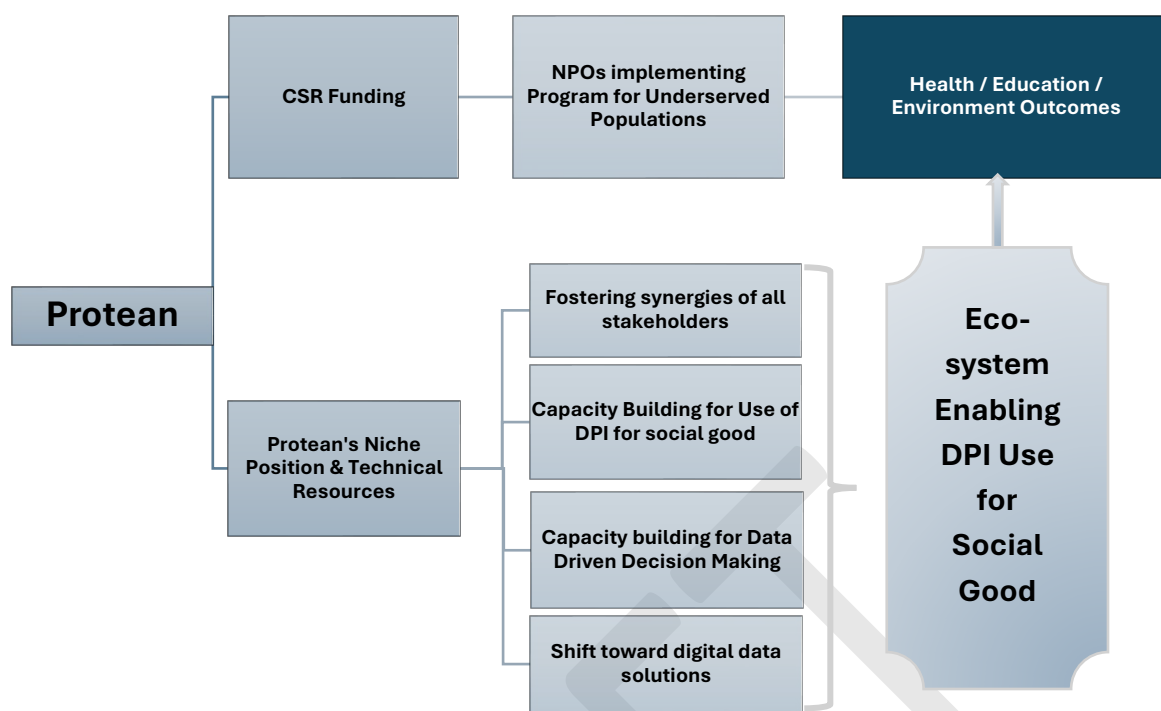 CSR Funding
NPOs implementing
Program for Underserved
Populations
Health / Education /
Environment Outcomes
Protean
Protean's Niche
Position & Technical
Resources
Fostering synergies of all
stakeholders
Capacity Building for Use of
DPI for social good
Capacity building for Data
Driven Decision Making
Shift toward digital data
solutions
Eco-
system
Enabling
DPI Use
for
Social
Good